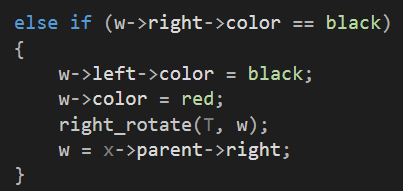 else if (w->right->color == black)
{
    w->left->color = black;
    w->color = red;
    right_rotate(T, w);
    w = x->parent->right;
}